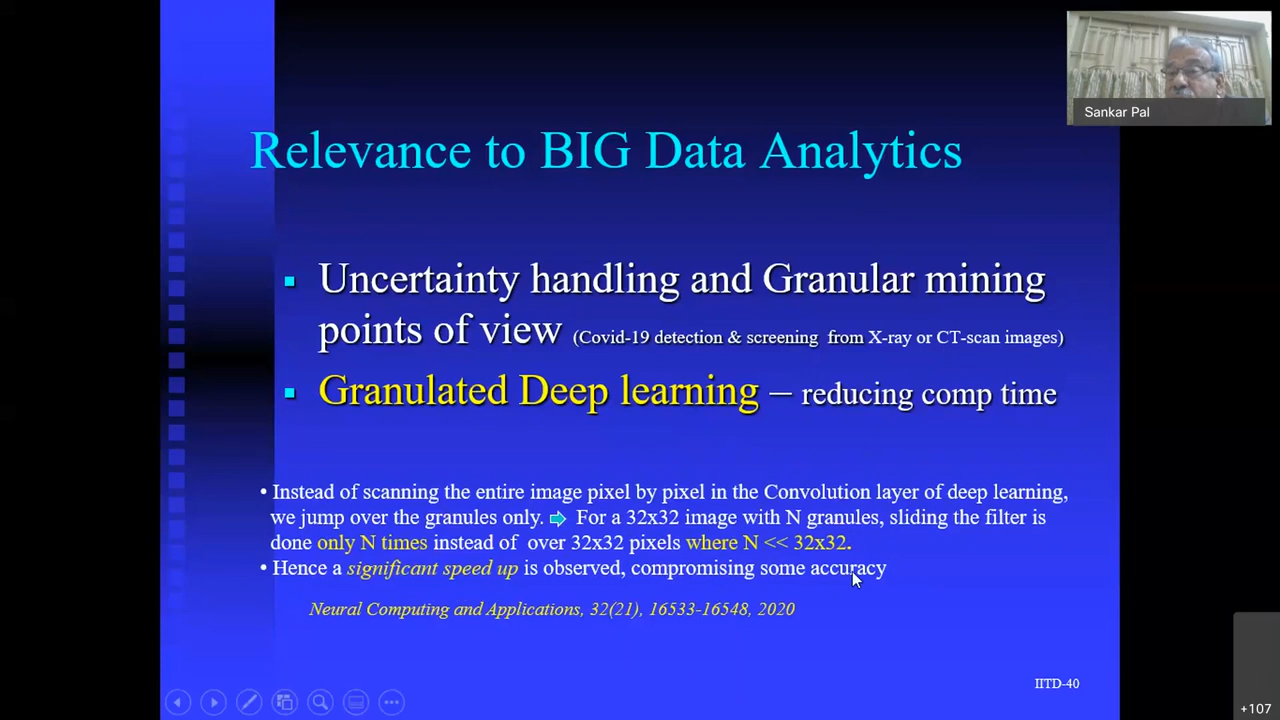 Sankar Pal
Relevance to BIG Data Analytics
▪ Uncertainty handling and Granular mining
points of view (Covid-19 detection & screening from X-ray or CT-scan images)
▪ Granulated Deep learning – reducing comp time
• Instead of scanning the entire image pixel by pixel in the Convolution layer of deep learning,
we jump over the granules only. ⇨ For a 32x32 image with N granules, sliding the filter is
done only N times instead of over 32x32 pixels where N << 32x32.
• Hence a significant speed up is observed, compromising some accuracy
Neural Computing and Applications, 32(21), 16533-16548, 2020
IITD-40
+107